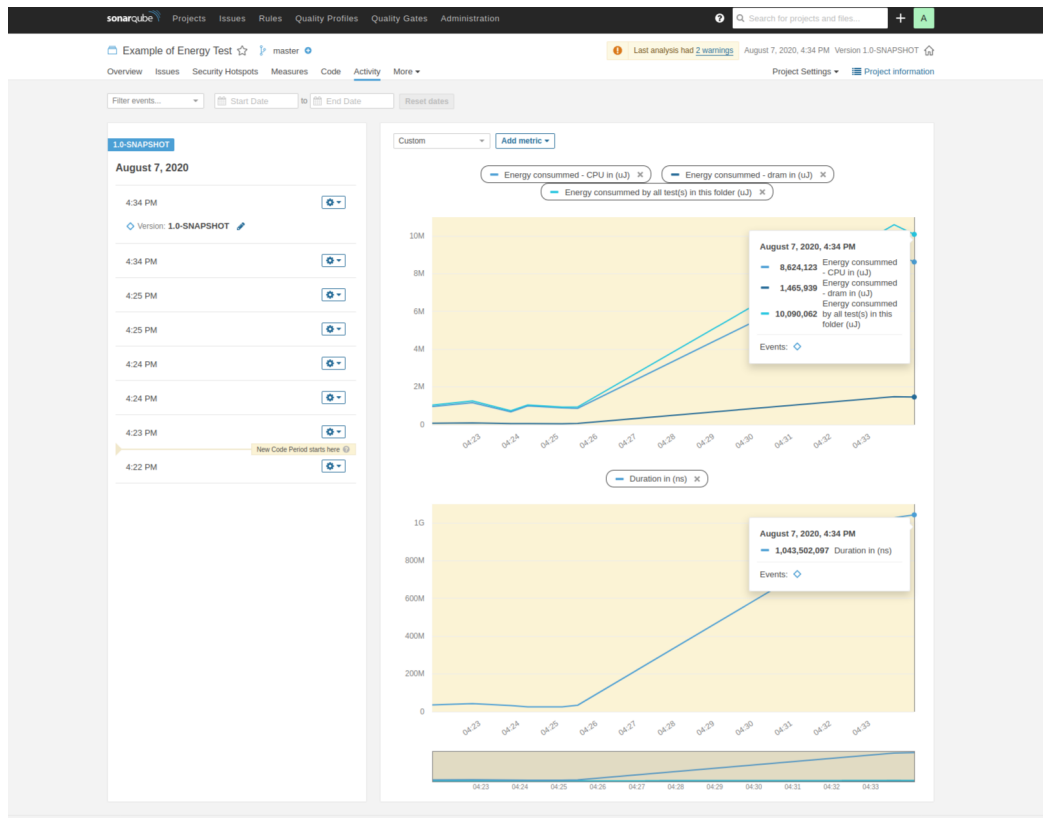 sonarqube Projects Issues Rules Quality Profiles Quality Gates Administration ? Search for projects and files... + A
Example of Energy Test master Last analysis had 2 warnings August 7, 2020, 4:34 PM Version 1.0-SNAPSHOT
Overview Issues Security Hotspots Measures Code Activity More Project Settings Project information
Filter events... Start Date to End Date Reset dates
1.0-SNAPSHOT
August 7, 2020
4:34 PM
Version: 1.0-SNAPSHOT
4:34 PM
4:25 PM
4:25 PM
4:24 PM
4:24 PM
4:23 PM
New Code Period starts here ?
4:22 PM
Custom Add metric
Energy consummed - CPU in (uJ) × Energy consummed - dram in (uJ) ×
Energy consummed by all test(s) in this folder (uJ) ×
10M
8M
6M
4M
2M
0
August 7, 2020, 4:34 PM
8,624,123 Energy consummed
- CPU in (uJ)
1,465,939 Energy consummed
- dram in (uJ)
10,090,062 Energy consummed
by all test(s) in this
folder (uJ)
Events:
04:23 04:24 04:25 04:26 04:27 04:28 04:29 04:30 04:31 04:32 04:33
Duration in (ns) ×
1G
800M
600M
400M
200M
0
August 7, 2020, 4:34 PM
1,043,502,097 Duration in (ns)
Events:
04:23 04:24 04:25 04:26 04:27 04:28 04:29 04:30 04:31 04:32 04:33
04:23 04:24 04:25 04:26 04:27 04:28 04:29 04:30 04:31 04:32 04:33